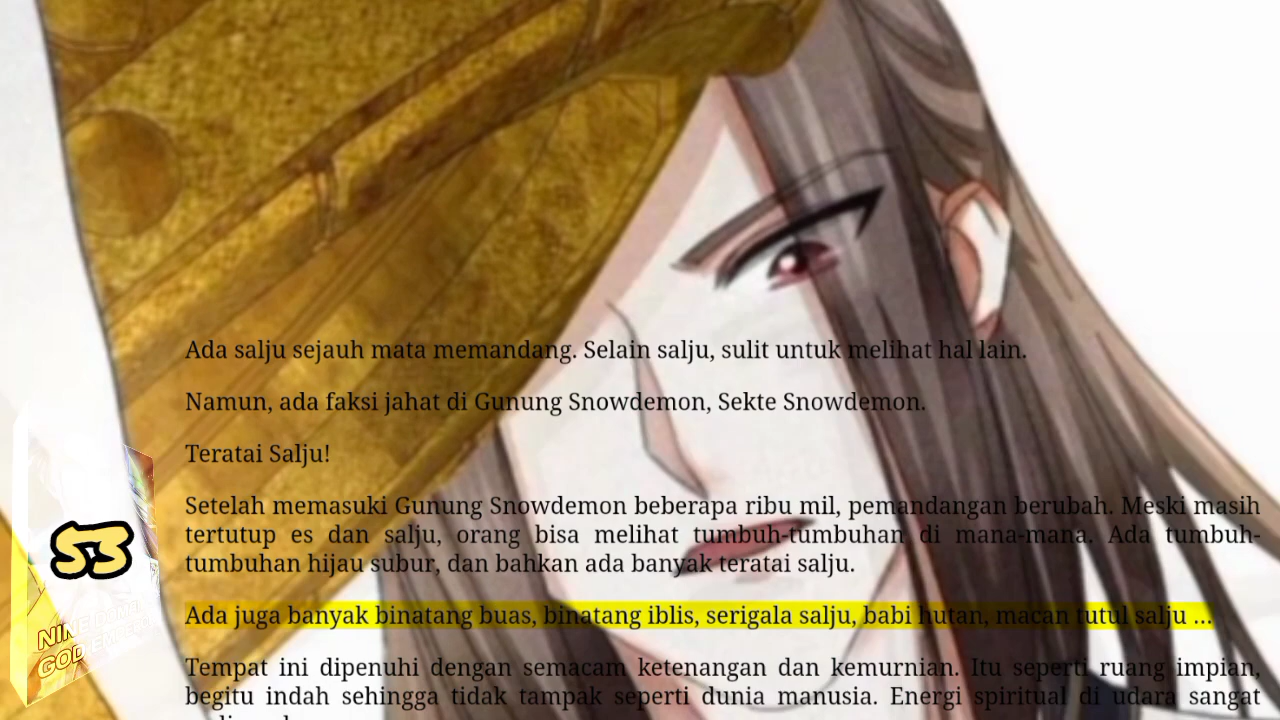 Ada salju sejauh mata memandang. Selain salju, sulit untuk melihat hal lain.
Namun, ada faksi jahat di Gunung Snowdemon, Sekte Snowdemon.
Teratai Salju!
Setelah memasuki Gunung Snowdemon beberapa ribu mil, pemandangan berubah. Meski masih
tertutup es dan salju, orang bisa melihat tumbuh-tumbuhan di mana-mana. Ada tumbuh-
tumbuhan hijau subur, dan bahkan ada banyak teratai salju.
53
Ada juga banyak binatang buas, binatang iblis, serigala salju, babi hutan, macan tutul salju ...
NINE
GOD
Tempat ini dipenuhi dengan semacam ketenangan dan kemurnian. Itu seperti ruang impian,
begitu indah sehingga tidak tampak seperti dunia manusia. Energi spiritual di udara sangat